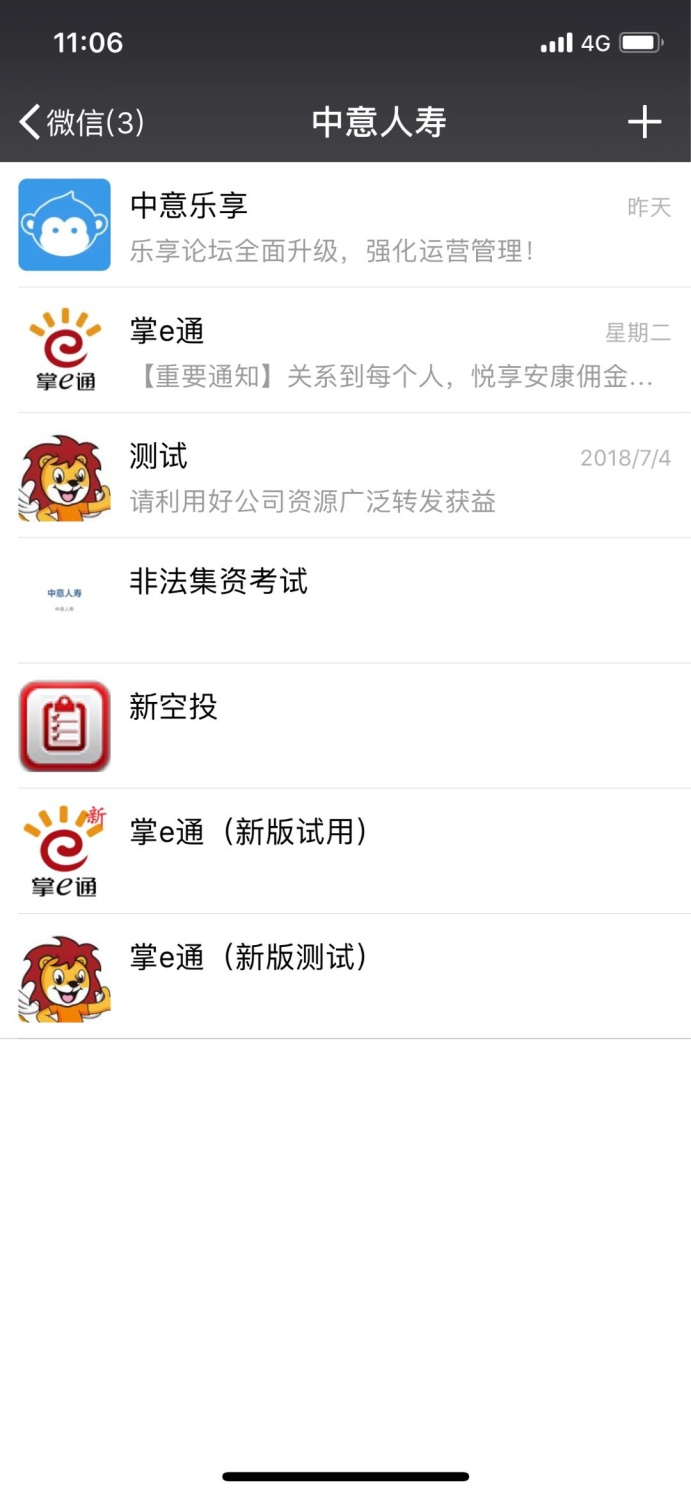 11:06
4G
微信(3)
中意人寿
中意乐享
昨天
乐享论坛全面升级，强化运营管理！
掌e通
星期二
掌e通
【重要通知】关系到每个人，悦享安康佣金...
测试
2018/7/4
请利用好公司资源广泛转发获益
非法集资考试
中意人寿
中意人寿
新空投
新
掌e通（新版试用）
掌e通
掌e通（新版测试）